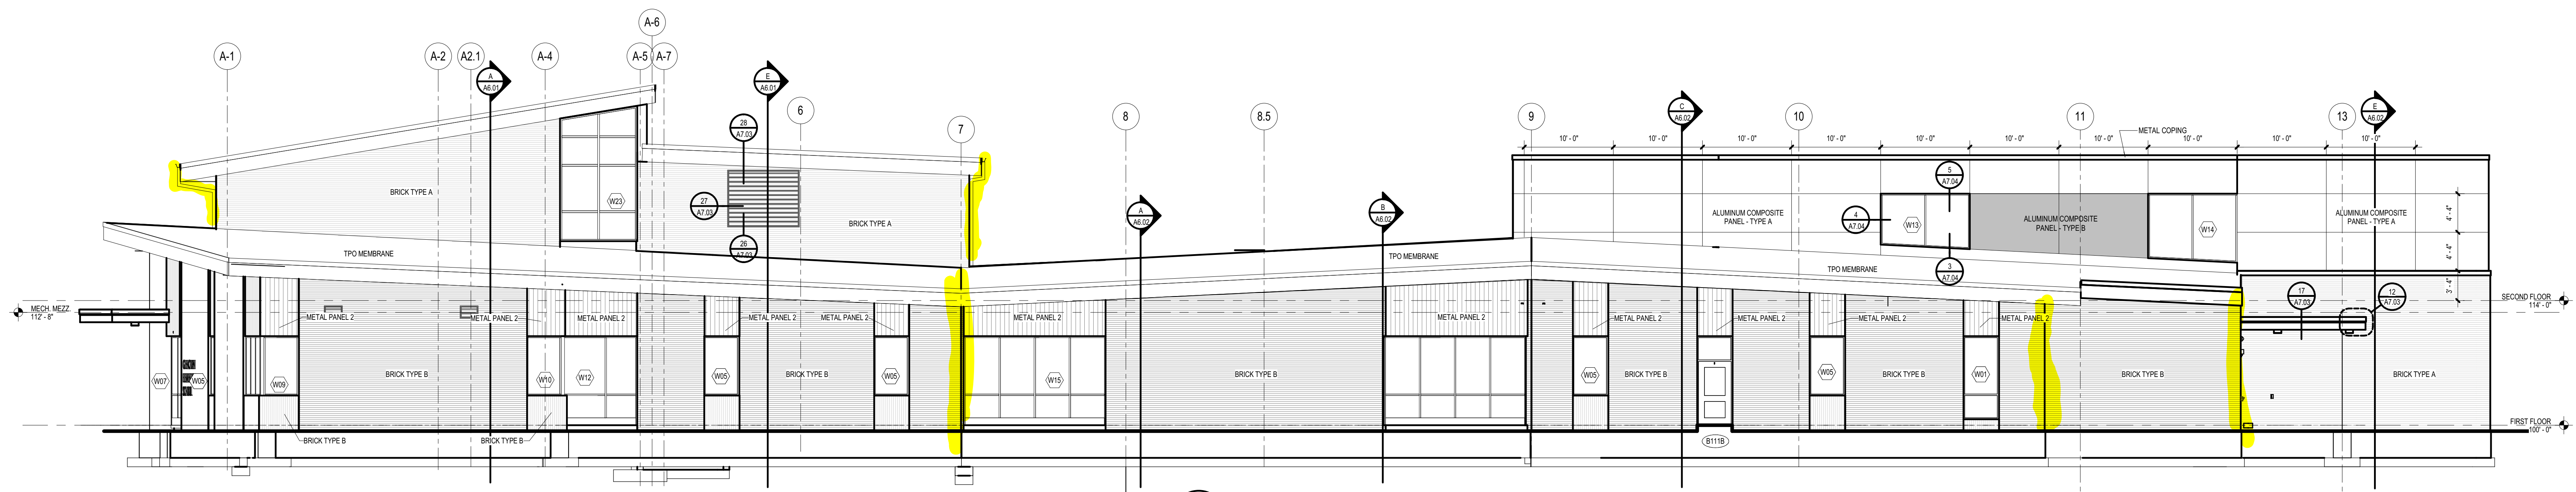 A-6
A-1
A-2
A2.1
A-4
A-5
A-7
A
A6.01
E
A6.01
6
7
8
8.5
9
C
A6.02
10
11
13
E
A6.02
28
A7.03
METAL COPING
10' - 0"
10' - 0"
10' - 0"
10' - 0"
10' - 0"
10' - 0"
10' - 0"
10' - 0"
10' - 0"
10' - 0"
BRICK TYPE A
W23
27
A7.03
BRICK TYPE A
26
A7.03
A
A6.02
B
A6.02
5
A7.04
4
A7.04
W13
3
A7.04
ALUMINUM COMPOSITE
PANEL - TYPE A
ALUMINUM COMPOSITE
PANEL - TYPE B
W14
ALUMINUM COMPOSITE
PANEL - TYPE A
4' - 4"
4' - 4"
3' - 4"
TPO MEMBRANE
TPO MEMBRANE
TPO MEMBRANE
17
A7.03
12
A7.03
SECOND FLOOR
114' - 0"
MECH. MEZZ.
112' - 8"
METAL PANEL 2
METAL PANEL 2
METAL PANEL 2
METAL PANEL 2
METAL PANEL 2
METAL PANEL 2
METAL PANEL 2
METAL PANEL 2
METAL PANEL 2
METAL PANEL 2
METAL PANEL 2
W07
W05
W09
BRICK TYPE B
W10
W12
W05
BRICK TYPE B
W05
W15
BRICK TYPE B
W05
BRICK TYPE B
W05
BRICK TYPE B
W01
BRICK TYPE B
BRICK TYPE A
BRICK TYPE B
BRICK TYPE B
B111B
FIRST FLOOR
100' - 0"